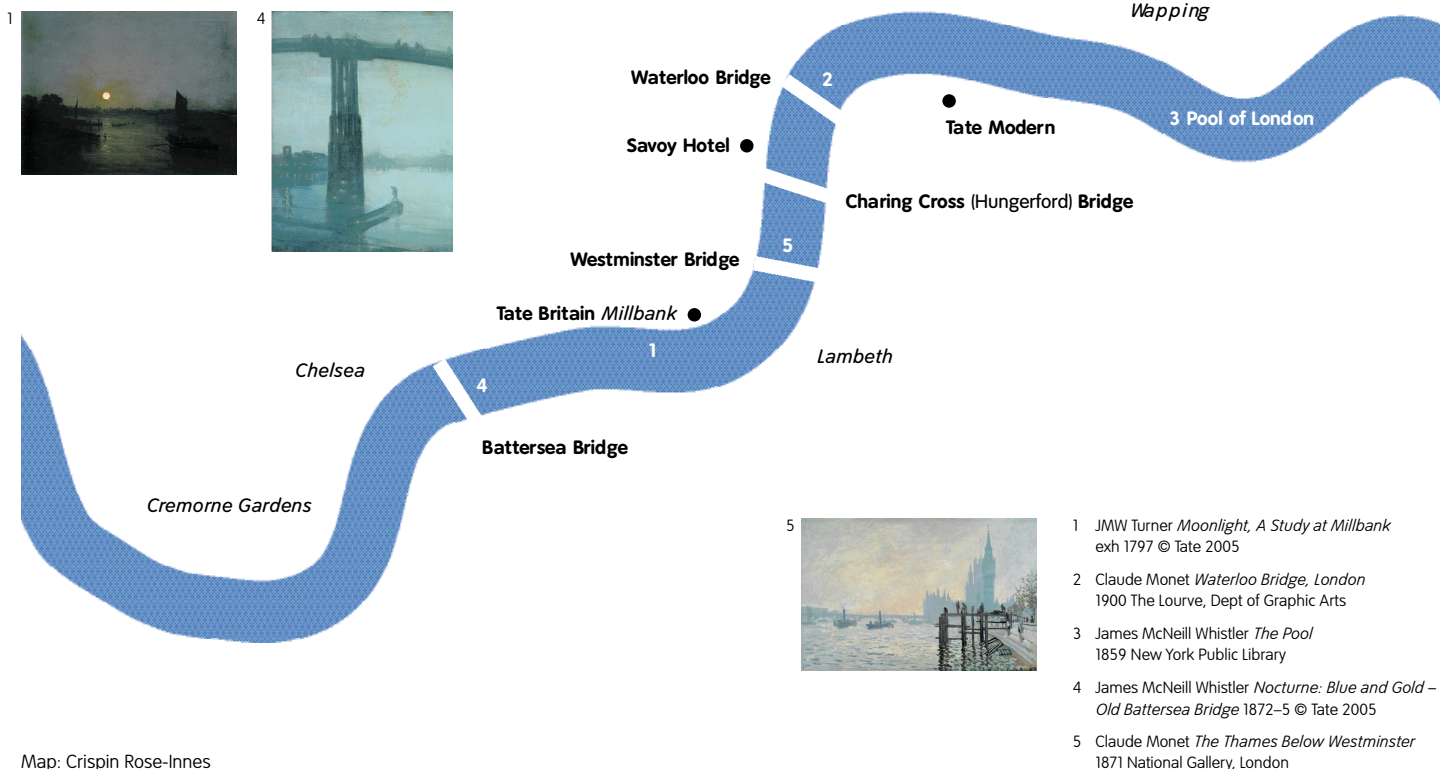 1
4
Wapping
Waterloo Bridge
2
Tate Modern
3 Pool of London
Savoy Hotel
Charing Cross (Hungerford) Bridge
5
Westminster Bridge
Tate Britain Millbank
1
Lambeth
Chelsea
4
Battersea Bridge
Cremorne Gardens
5
1 JMW Turner Moonlight, A Study at Millbank
exh 1797 © Tate 2005
2 Claude Monet Waterloo Bridge, London
1900 The Lourve, Dept of Graphic Arts
3 James McNeill Whistler The Pool
1859 New York Public Library
4 James McNeill Whistler Nocturne: Blue and Gold –
Old Battersea Bridge 1872–5 © Tate 2005
5 Claude Monet The Thames Below Westminster
1871 National Gallery, London
Map: Crispin Rose-Innes